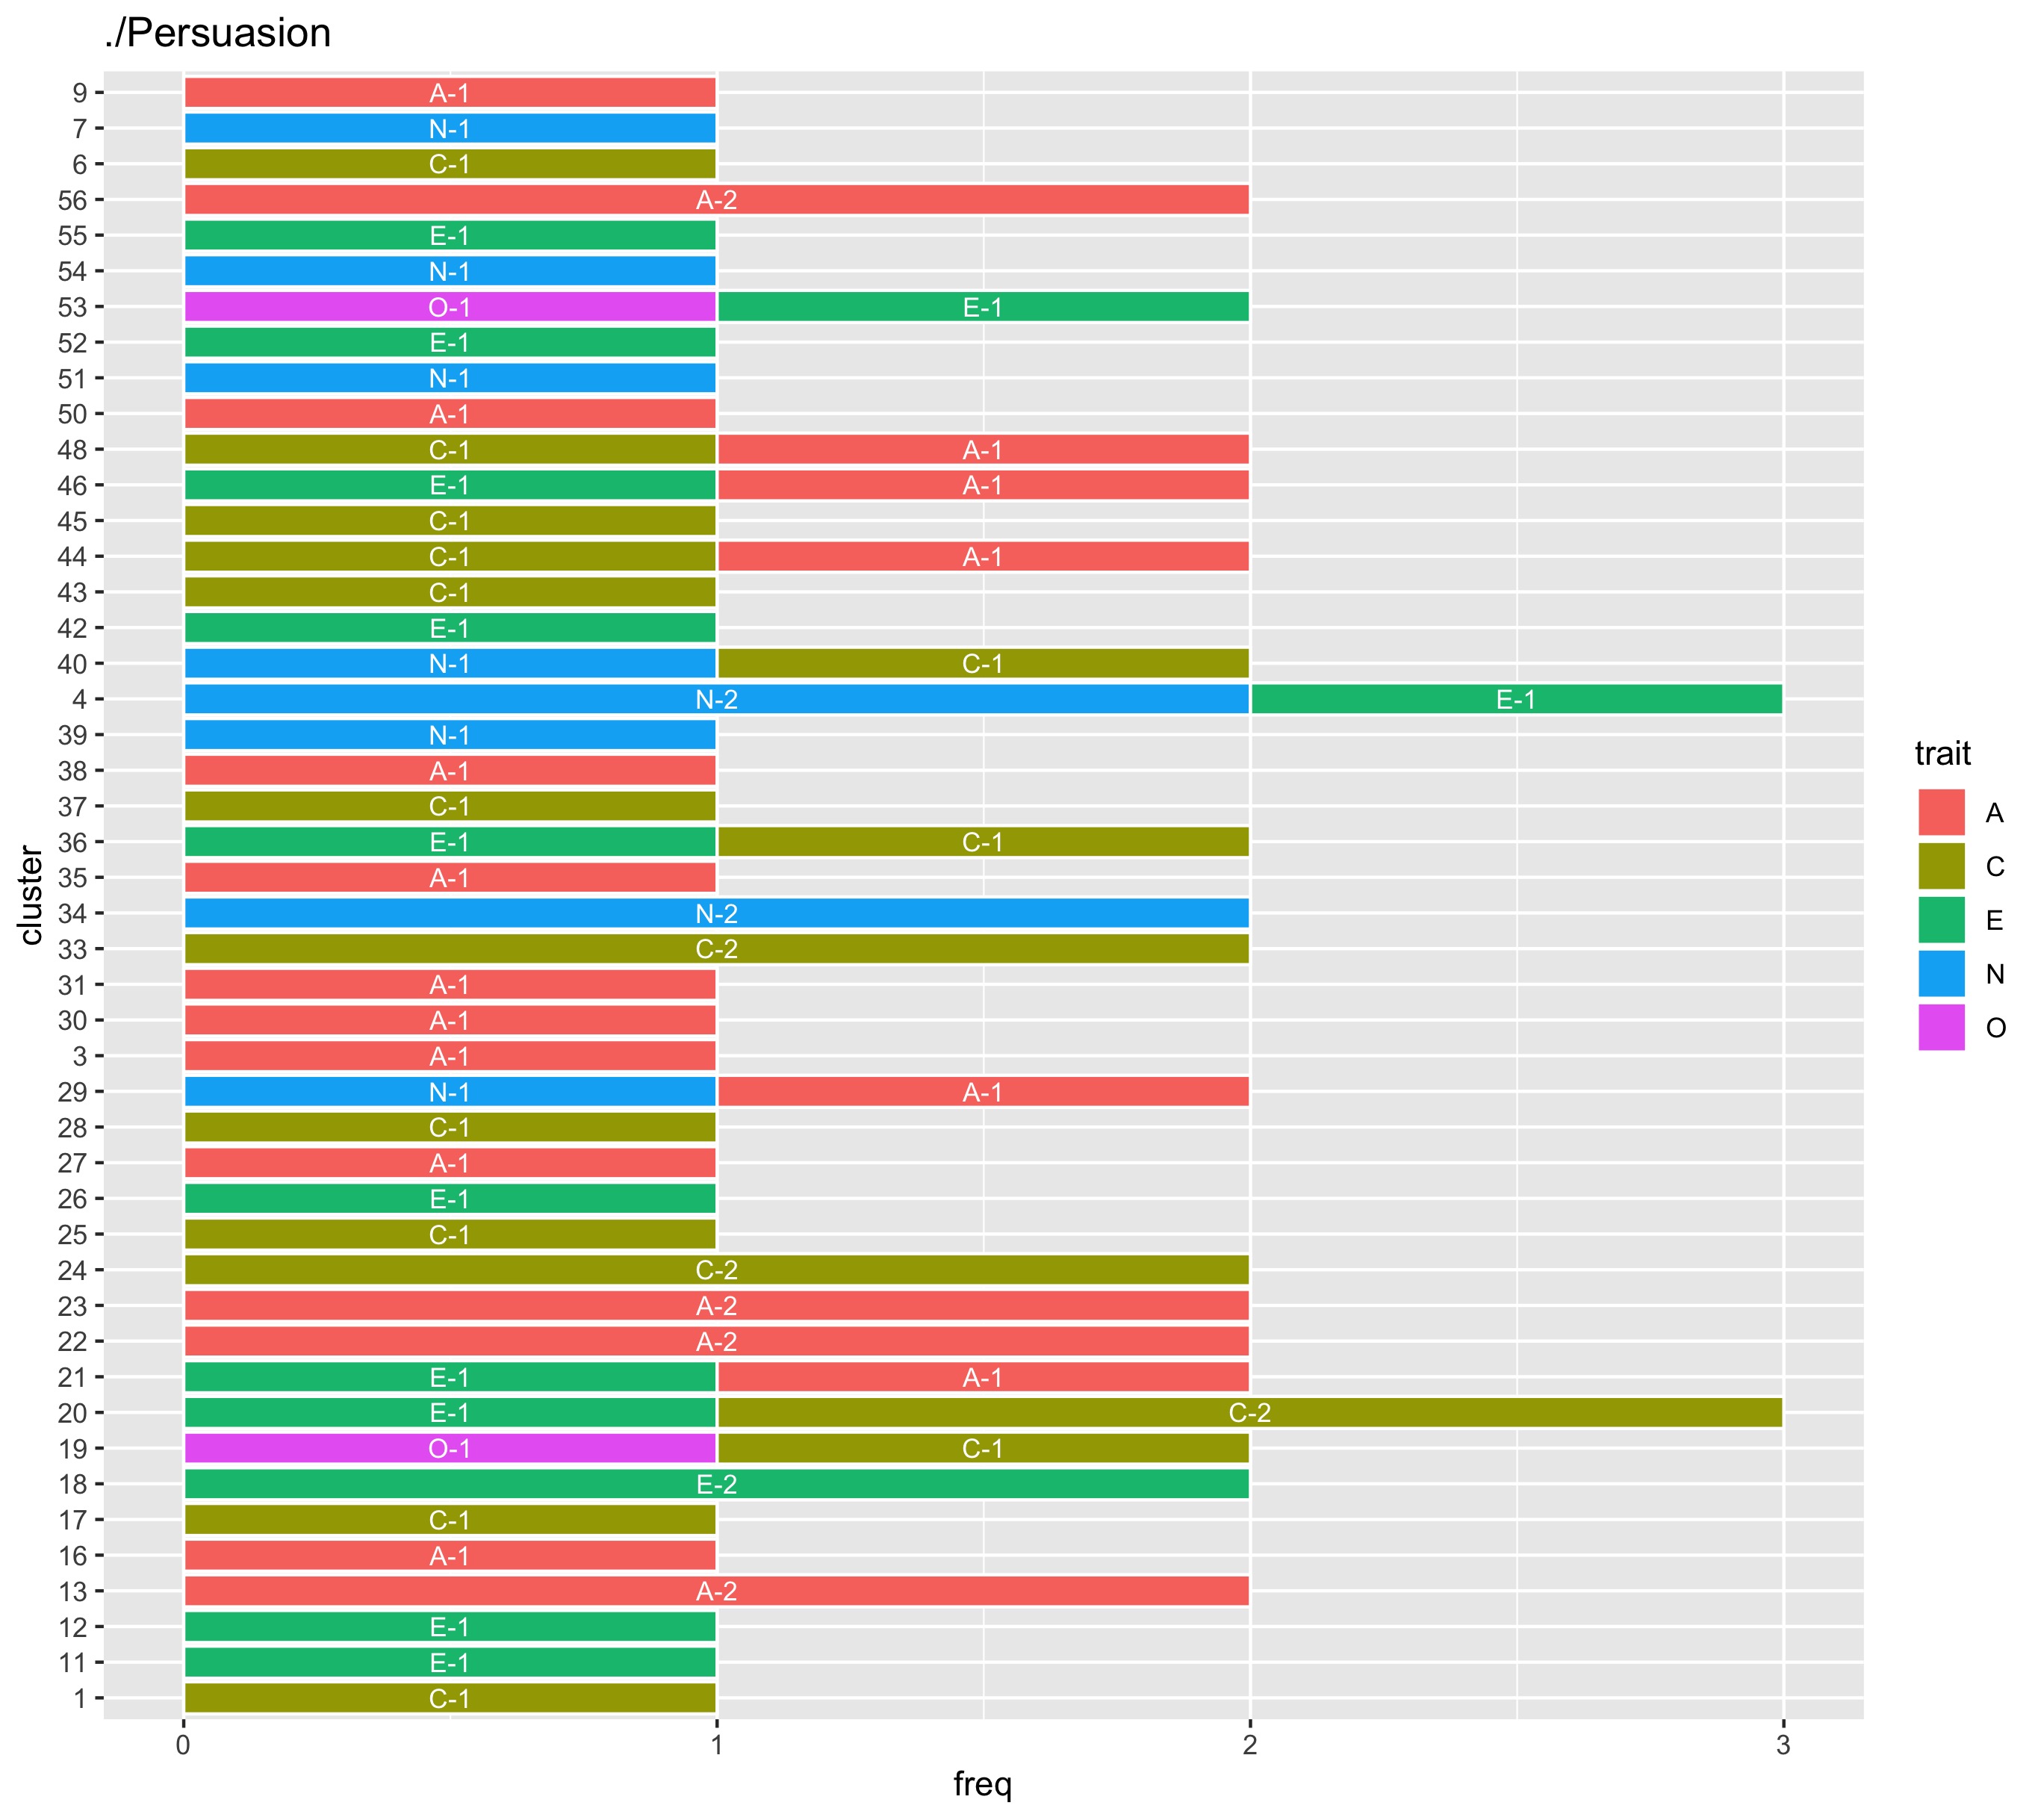 ./Persuasion
9 A-1
7 N-1
6 C-1
56 A-2
55 E-1
54 N-1
53 O-1 E-1
52 E-1
51 N-1
50 A-1
48 C-1 A-1
46 E-1 A-1
45 C-1
44 C-1 A-1
43 C-1
42 E-1
40 N-1 C-1
4 N-2 E-1
39 N-1
38 A-1
37 C-1
36 E-1 C-1
35 A-1
34 N-2
33 C-2
31 A-1
30 A-1
3 A-1
29 N-1 A-1
28 C-1
27 A-1
26 E-1
25 C-1
24 C-2
23 A-2
22 A-2
21 E-1 A-1
20 E-1 C-2
19 O-1 C-1
18 E-2
17 C-1
16 A-1
13 A-2
12 E-1
11 E-1
1 C-1
0 1 2 3
freq
cluster
trait
A
C
E
N
O